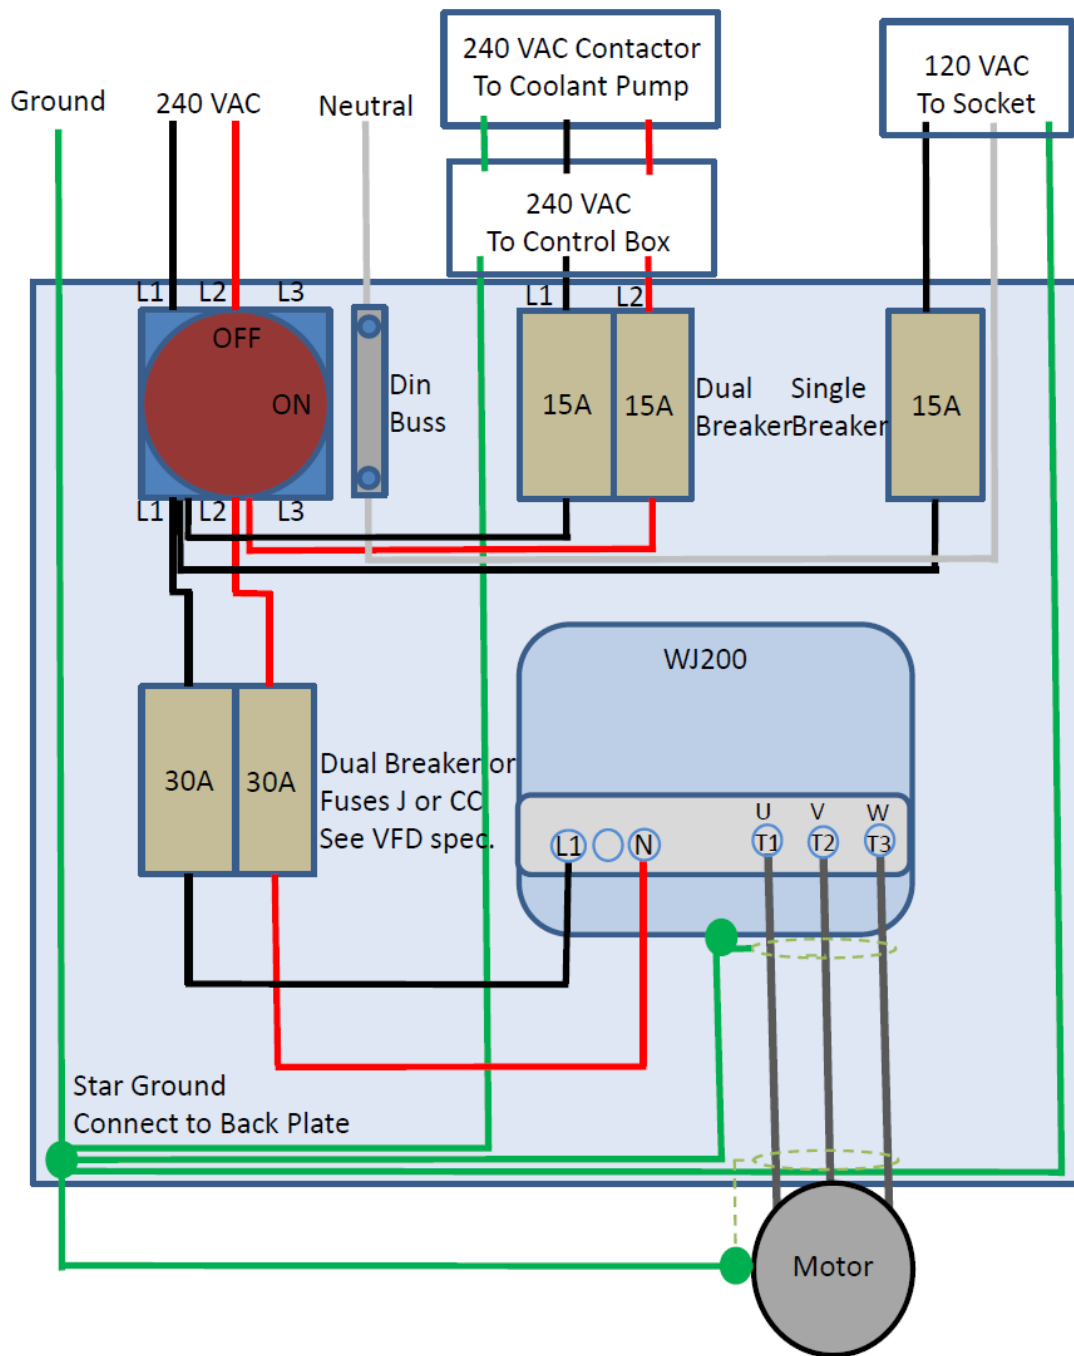 240 VAC Contactor
To Coolant Pump
120 VAC
To Socket
Ground
240 VAC
Neutral
240 VAC
To Control Box
L1
L2
L3
L1
L2
OFF
ON
Din
Buss
15A
15A
Dual
Breaker
Single
Breaker
15A
L1
L2
L3
WJ200
30A
30A
Dual Breaker or
Fuses J or CC
See VFD spec.
U
V
W
L1
N
T1
T2
T3
Star Ground
Connect to Back Plate
Motor